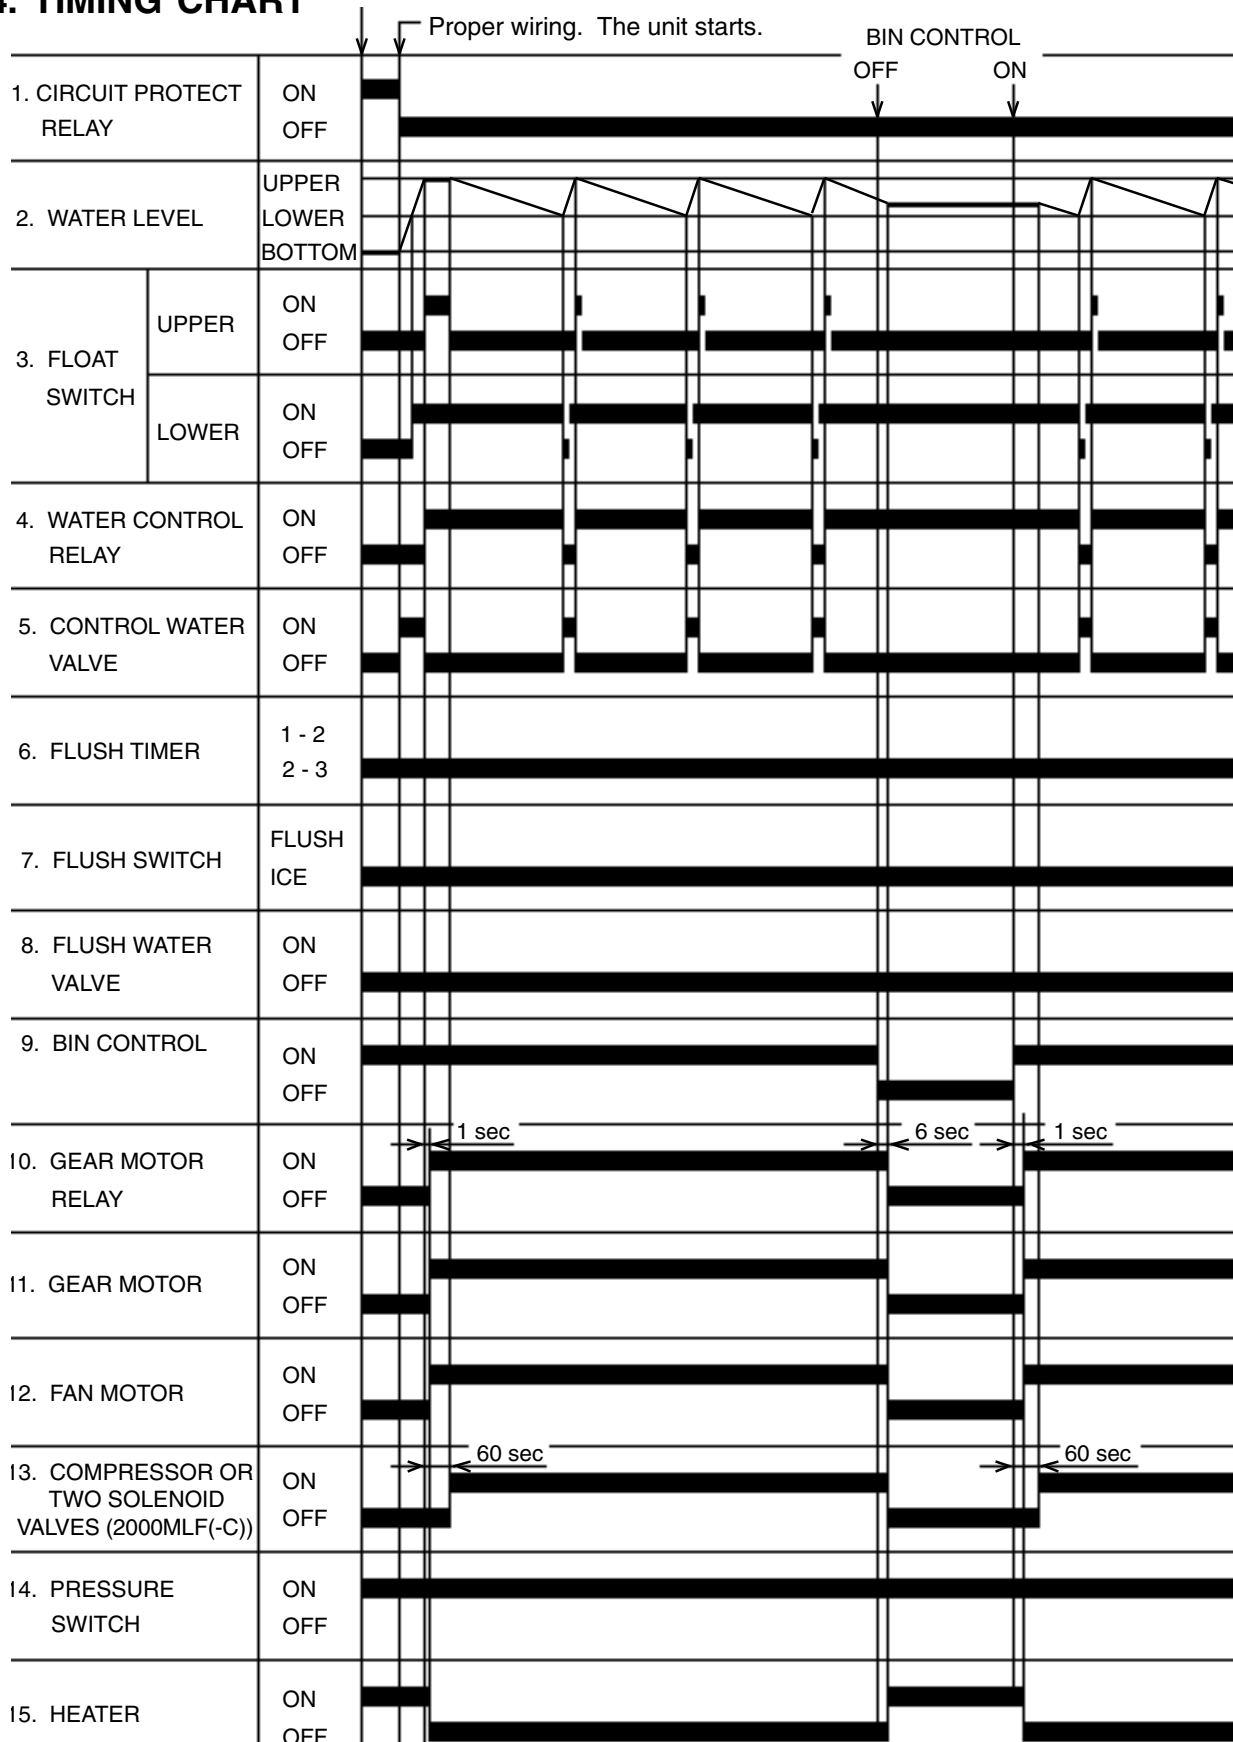 4. TIMING CHART
Proper wiring. The unit starts.
BIN CONTROL
OFF ON
1. CIRCUIT PROTECT
RELAY
ON
OFF
2. WATER LEVEL
UPPER
LOWER
BOTTOM
3. FLOAT
SWITCH
UPPER
ON
OFF
LOWER
ON
OFF
4. WATER CONTROL
RELAY
ON
OFF
5. CONTROL WATER
VALVE
ON
OFF
6. FLUSH TIMER
1 - 2
2 - 3
7. FLUSH SWITCH
FLUSH
ICE
8. FLUSH WATER
VALVE
ON
OFF
9. BIN CONTROL
ON
OFF
1 sec 6 sec 1 sec
10. GEAR MOTOR
RELAY
ON
OFF
11. GEAR MOTOR
ON
OFF
12. FAN MOTOR
ON
OFF
60 sec 60 sec
13. COMPRESSOR OR
TWO SOLENOID
VALVES (2000MLF(-C))
ON
OFF
14. PRESSURE
SWITCH
ON
OFF
15. HEATER
ON
OFF